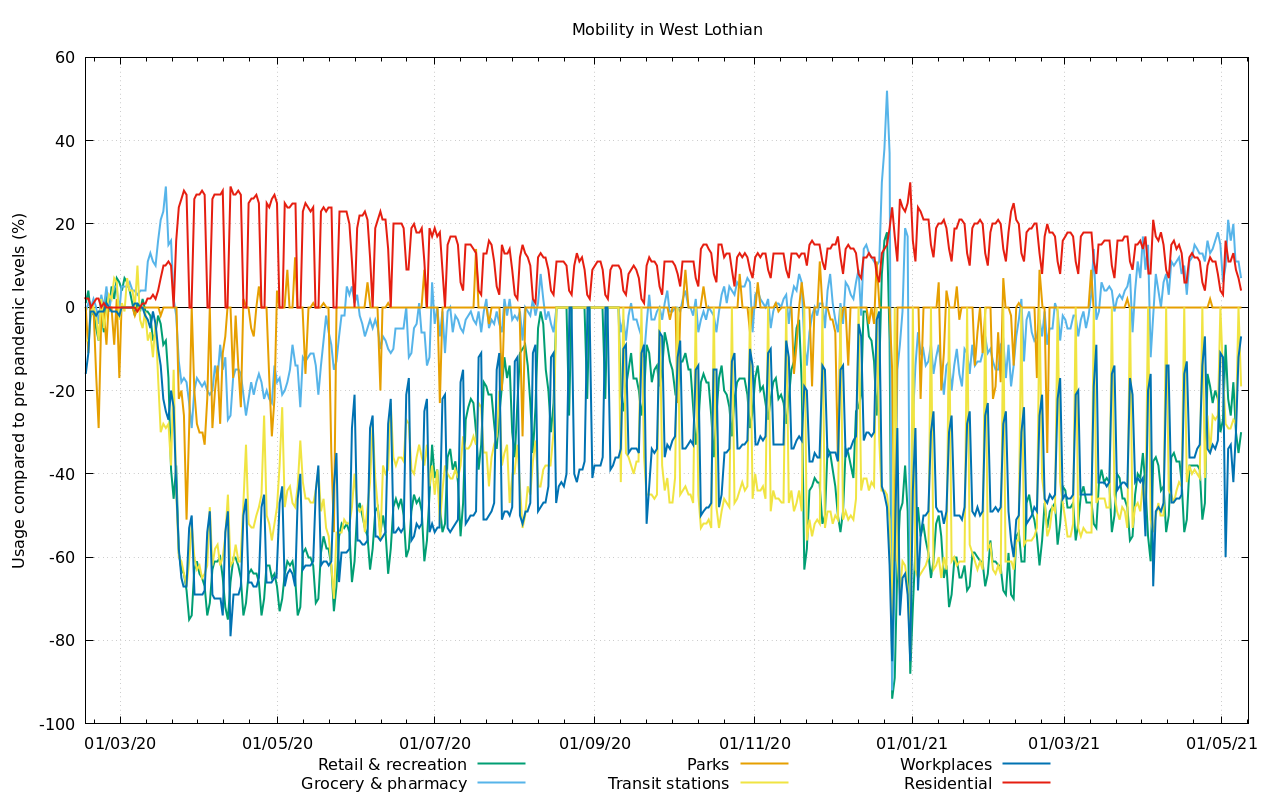 Mobility in West Lothian
Usage compared to pre pandemic levels (%)
60
40
20
0
-20
-40
-60
-80
-100
01/03/20 01/05/20 01/07/20 01/09/20 01/11/20 01/01/21 01/03/21 01/05/21
Retail & recreation Parks Workplaces
Grocery & pharmacy Transit stations Residential